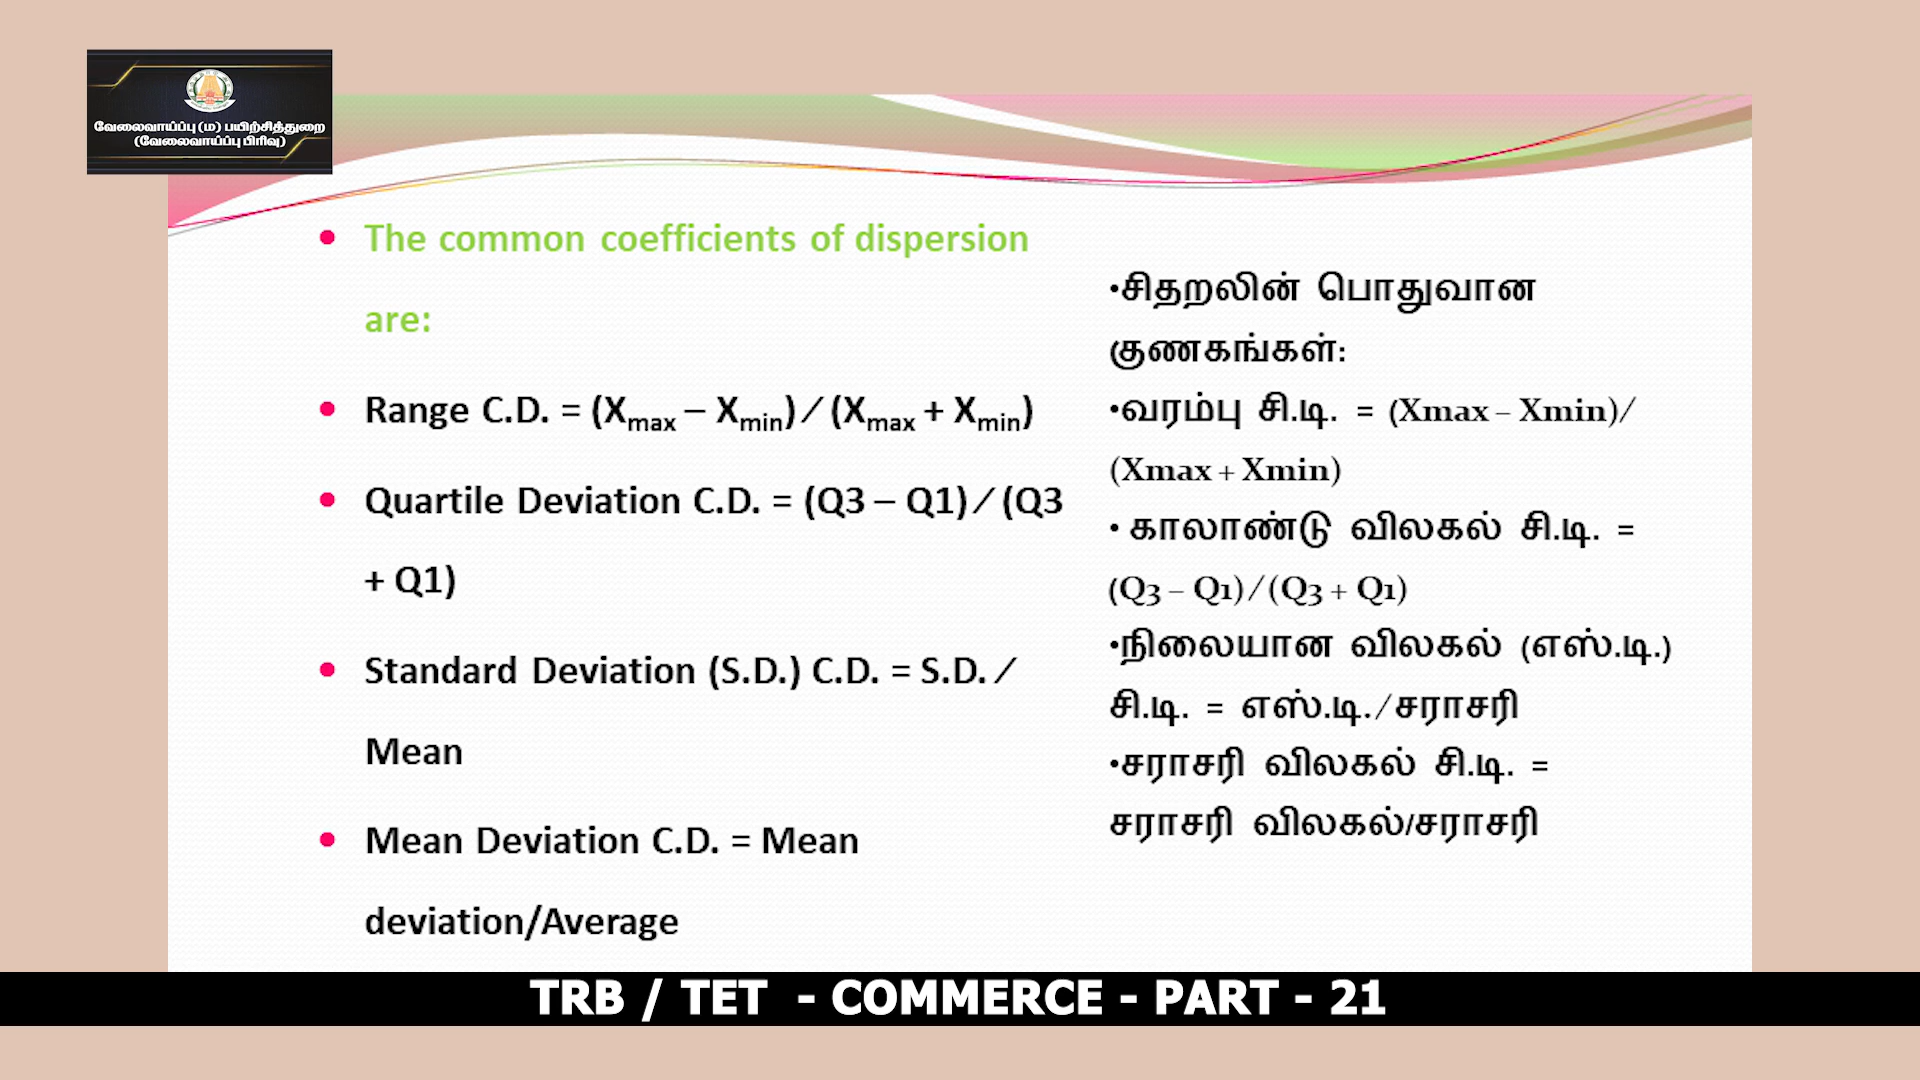 வேலைவாய்ப்பு (ம) பயிற்சித்துறை
(வேலைவாய்ப்பு பிரிவு)
• The common coefficients of dispersion
are:
• Range C.D. = (Xmax – Xmin) ∕ (Xmax + Xmin)
• Quartile Deviation C.D. = (Q3 – Q1) ∕ (Q3
+ Q1)
• Standard Deviation (S.D.) C.D. = S.D. ∕
Mean
• Mean Deviation C.D. = Mean
deviation/Average
•சிதறலின் பொதுவான
குணகங்கள்:
•வரம்பு சி.டி. = (Xmax – Xmin) ∕
(Xmax + Xmin)
• காலாண்டு விலகல் சி.டி. =
(Q3 – Q1) ∕ (Q3 + Q1)
•நிலையான விலகல் (எஸ்.டி.)
சி.டி. = எஸ்.டி. ∕ சராசரி
•சராசரி விலகல் சி.டி. =
சராசரி விலகல்/சராசரி
TRB / TET - COMMERCE - PART - 21